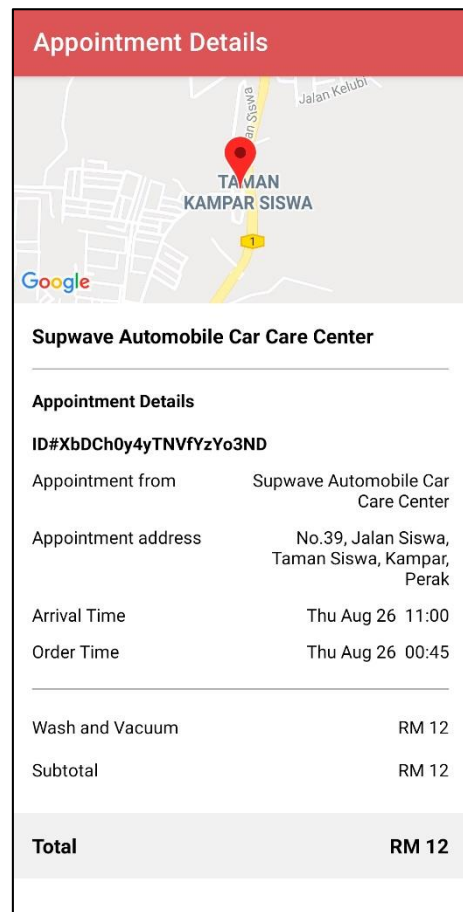 Appointment Details
Jalan Kelubi
an Siswa
TAMAN
KAMPAR SISWA
1
Google
Supwave Automobile Car Care Center
Appointment Details
ID#XbDCh0y4yTNVfYzYo3ND
Appointment from Supwave Automobile Car
Care Center
Appointment address No.39, Jalan Siswa,
Taman Siswa, Kampar,
Perak
Arrival Time Thu Aug 26 11:00
Order Time Thu Aug 26 00:45
Wash and Vacuum RM 12
Subtotal RM 12
Total RM 12